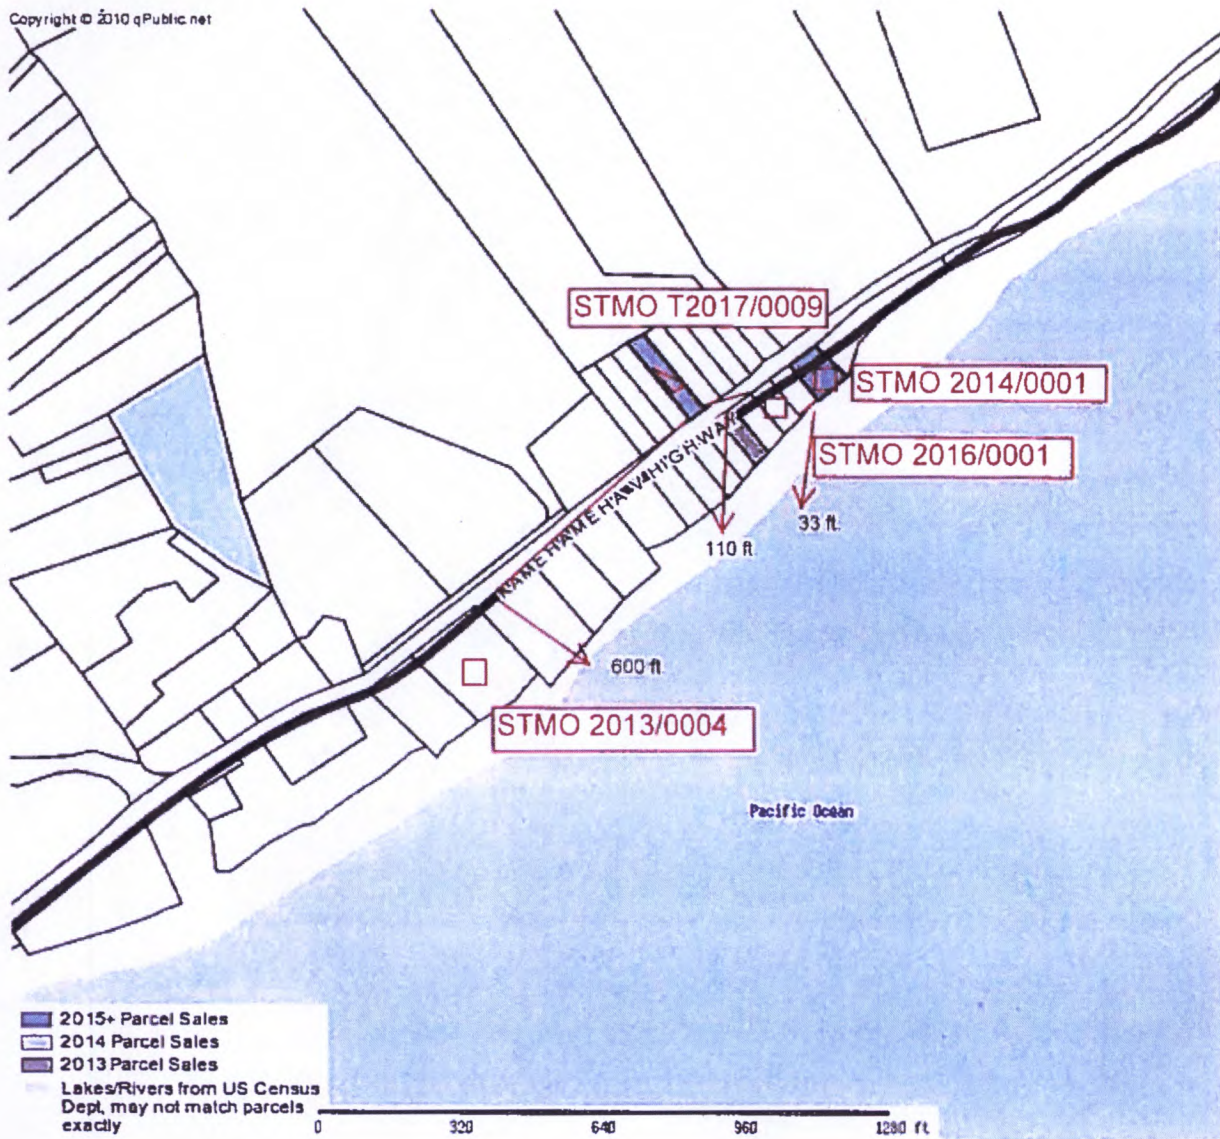 Copyright © 2010 qPublic.net
STMO T2017/0009
STMO 2014/0001
STMO 2016/0001
33 ft.
110 ft.
KAMEHAMEHA V HIGHWAY
600 ft.
STMO 2013/0004
Pacific Ocean
2015+ Parcel Sales
2014 Parcel Sales
2013 Parcel Sales
Lakes/Rivers from US Census
Dept, may not match parcels
exactly
0 320 640 960 1280 ft